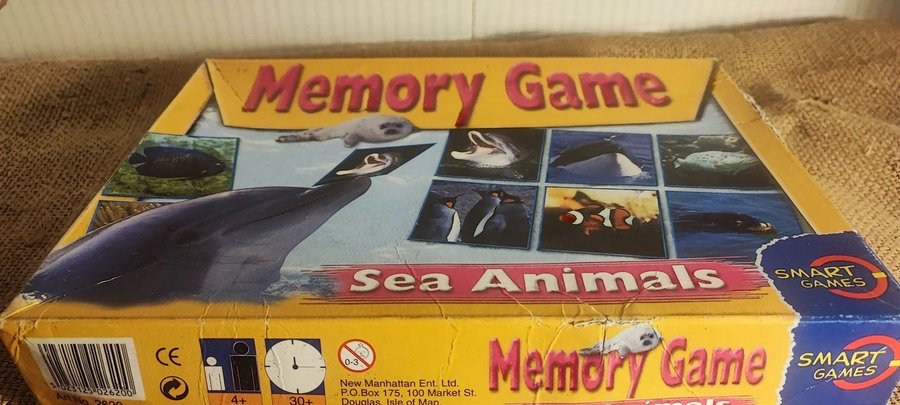 Memory Game
Sea Animals
SMART
GAMES
CE
0-3
4+
30+
New Manhattan Ent. Ltd.
P.O.Box 175, 100 Market St.
Douglas, Isle of Man.
Memory Game
Animals
SMART
GAMES